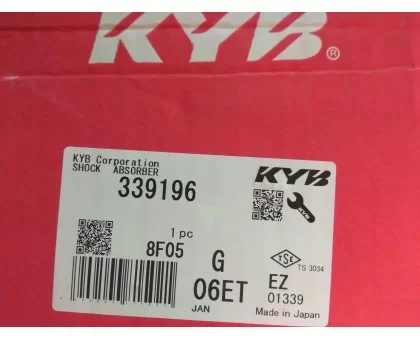 KYB®
KYB Corporation
SHOCK ABSORBER
339196
KYB
1 pc
8F05
G
06ET
JAN
TSE
TS 3034
EZ
01339
Made in Japan